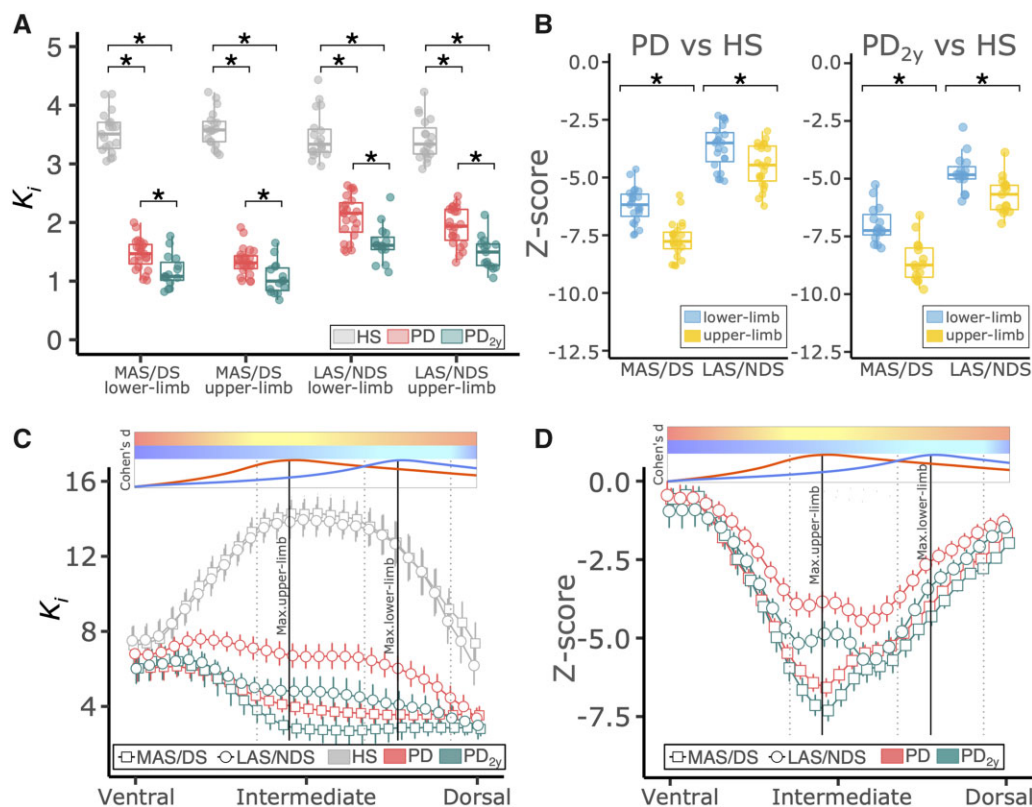 A
5
4
3
2
1
0
K_i
* * * *
* * * *
* *
* *
HS PD PD2y
MAS/DS lower-limb
MAS/DS upper-limb
LAS/NDS lower-limb
LAS/NDS upper-limb
B
PD vs HS
PD2y vs HS
Z-score
0.0
-2.5
-5.0
-7.5
-10.0
-12.5
* *
lower-limb
upper-limb
MAS/DS LAS/NDS
0.0
-2.5
-5.0
-7.5
-10.0
-12.5
* *
lower-limb
upper-limb
MAS/DS LAS/NDS
C
Cohen's d
16
12
8
4
K_i
Max.upper-limb
Max.lower-limb
MAS/DS LAS/NDS HS PD PD2y
Ventral Intermediate Dorsal
D
Cohen's d
0.0
-2.5
-5.0
-7.5
Z-score
Max.upper-limb
Max.lower-limb
MAS/DS LAS/NDS PD PD2y
Ventral Intermediate Dorsal